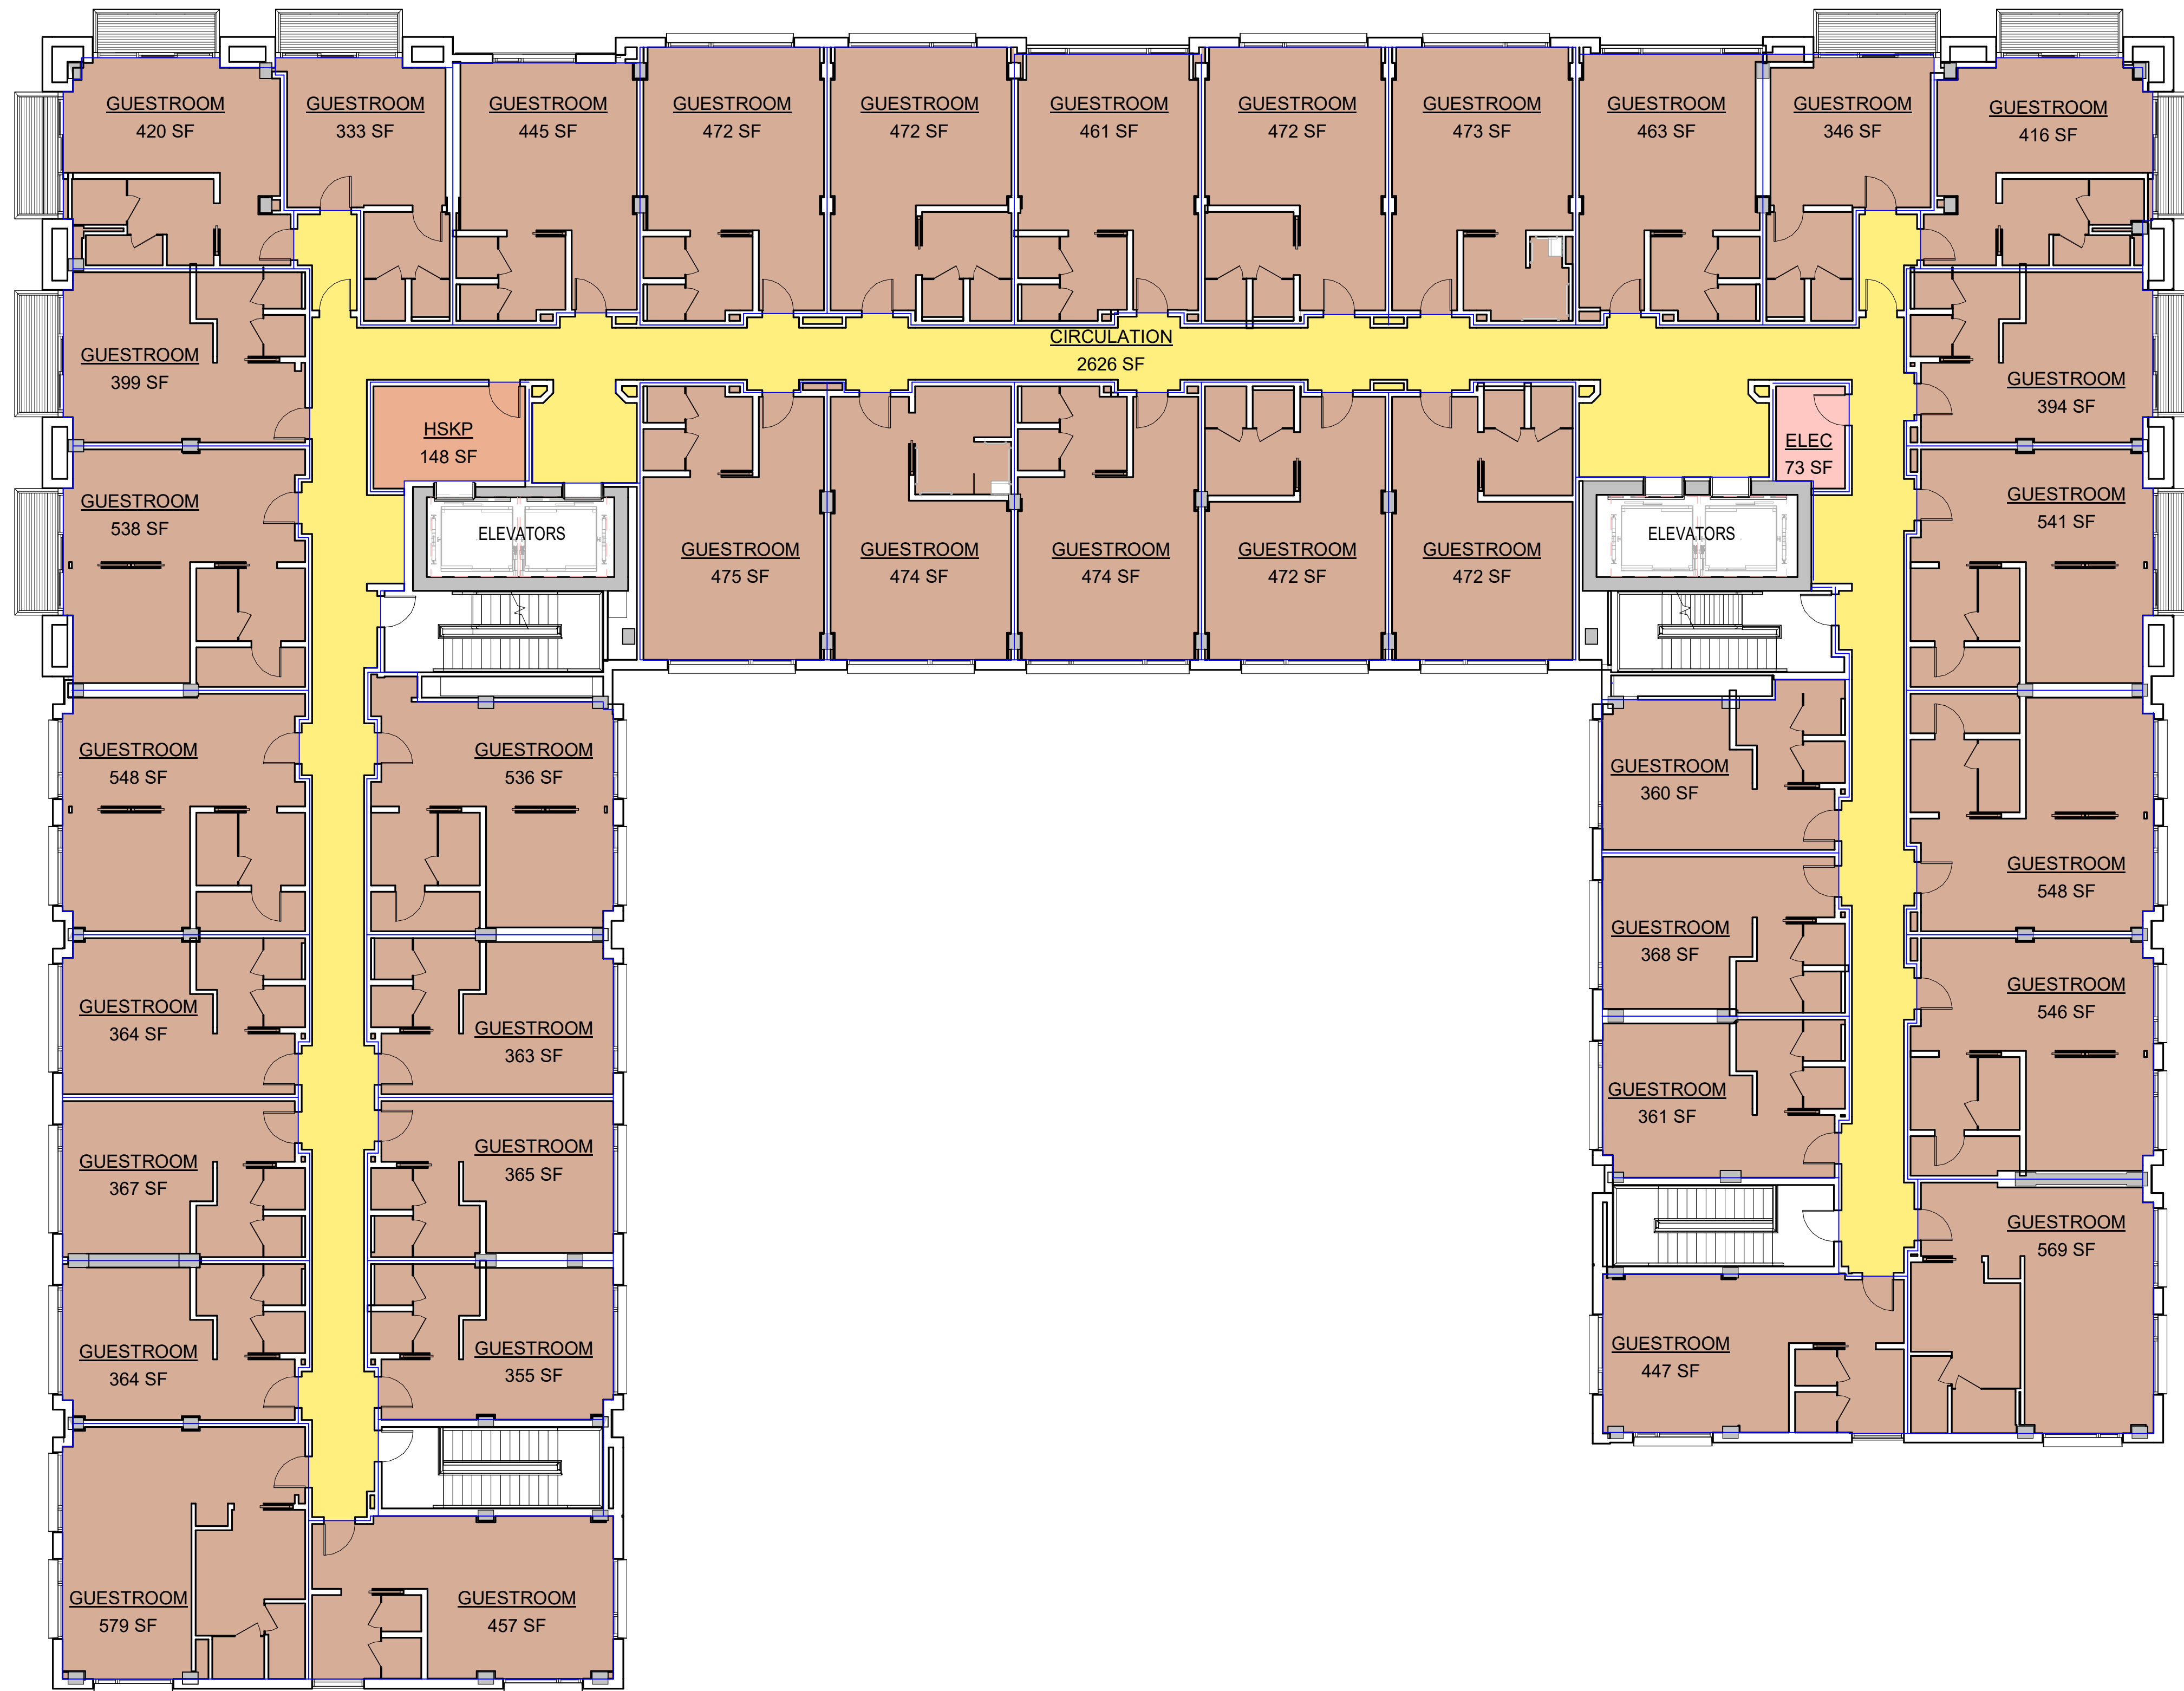 GUESTROOM
420 SF
GUESTROOM
333 SF
GUESTROOM
445 SF
GUESTROOM
472 SF
GUESTROOM
472 SF
GUESTROOM
461 SF
GUESTROOM
472 SF
GUESTROOM
473 SF
GUESTROOM
463 SF
GUESTROOM
346 SF
GUESTROOM
416 SF
CIRCULATION
2626 SF
GUESTROOM
399 SF
GUESTROOM
394 SF
HSKP
148 SF
ELEC
73 SF
GUESTROOM
538 SF
ELEVATORS
GUESTROOM
475 SF
GUESTROOM
474 SF
GUESTROOM
474 SF
GUESTROOM
472 SF
GUESTROOM
472 SF
ELEVATORS
GUESTROOM
541 SF
GUESTROOM
548 SF
GUESTROOM
536 SF
GUESTROOM
360 SF
GUESTROOM
548 SF
GUESTROOM
368 SF
GUESTROOM
546 SF
GUESTROOM
364 SF
GUESTROOM
363 SF
GUESTROOM
361 SF
GUESTROOM
367 SF
GUESTROOM
365 SF
GUESTROOM
569 SF
GUESTROOM
364 SF
GUESTROOM
355 SF
GUESTROOM
447 SF
GUESTROOM
579 SF
GUESTROOM
457 SF